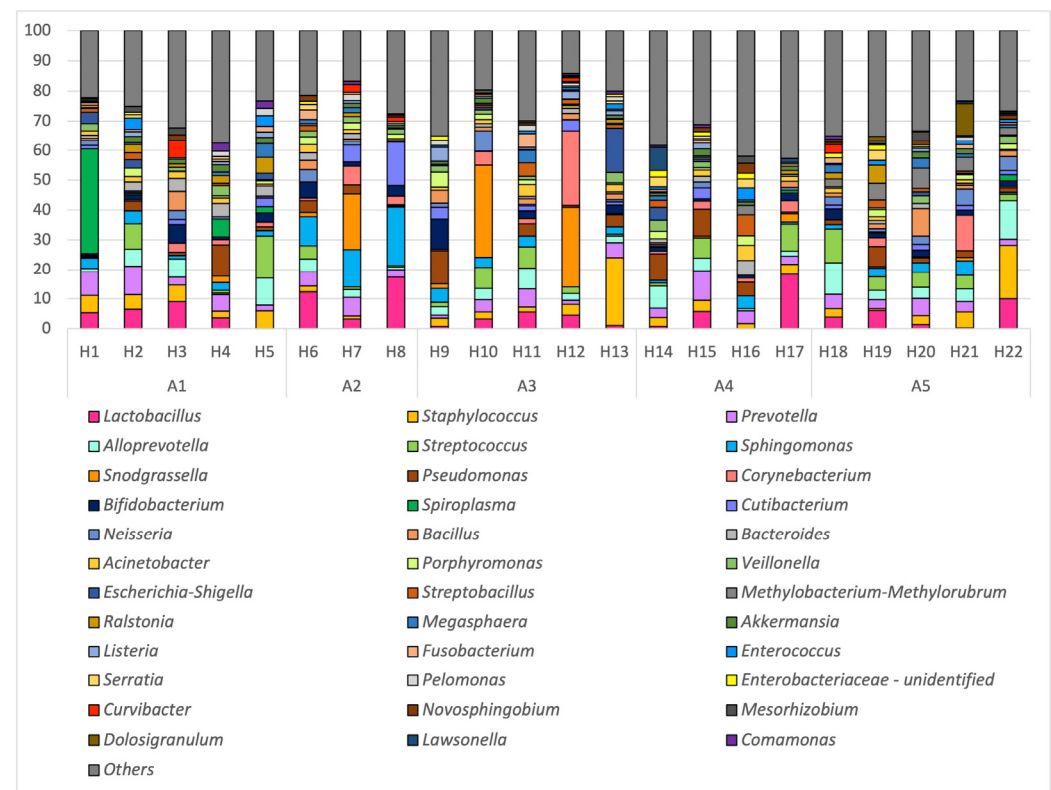 100
90
80
70
60
50
40
30
20
10
0
H1 H2 H3 H4 H5 H6 H7 H8 H9 H10 H11 H12 H13 H14 H15 H16 H17 H18 H19 H20 H21 H22
A1 A2 A3 A4 A5
Lactobacillus Staphylococcus Prevotella
Alloprevotella Streptococcus Sphingomonas
Snodgrassella Pseudomonas Corynebacterium
Bifidobacterium Spiroplasma Cutibacterium
Neisseria Bacillus Bacteroides
Acinetobacter Porphyromonas Veillonella
Escherichia-Shigella Streptobacillus Methylobacterium-Methylorubrum
Ralstonia Megasphaera Akkermansia
Listeria Fusobacterium Enterococcus
Serratia Pelomonas Enterobacteriaceae - unidentified
Curvibacter Novosphingobium Mesorhizobium
Dolosigranulum Lawsonella Comamonas
Others